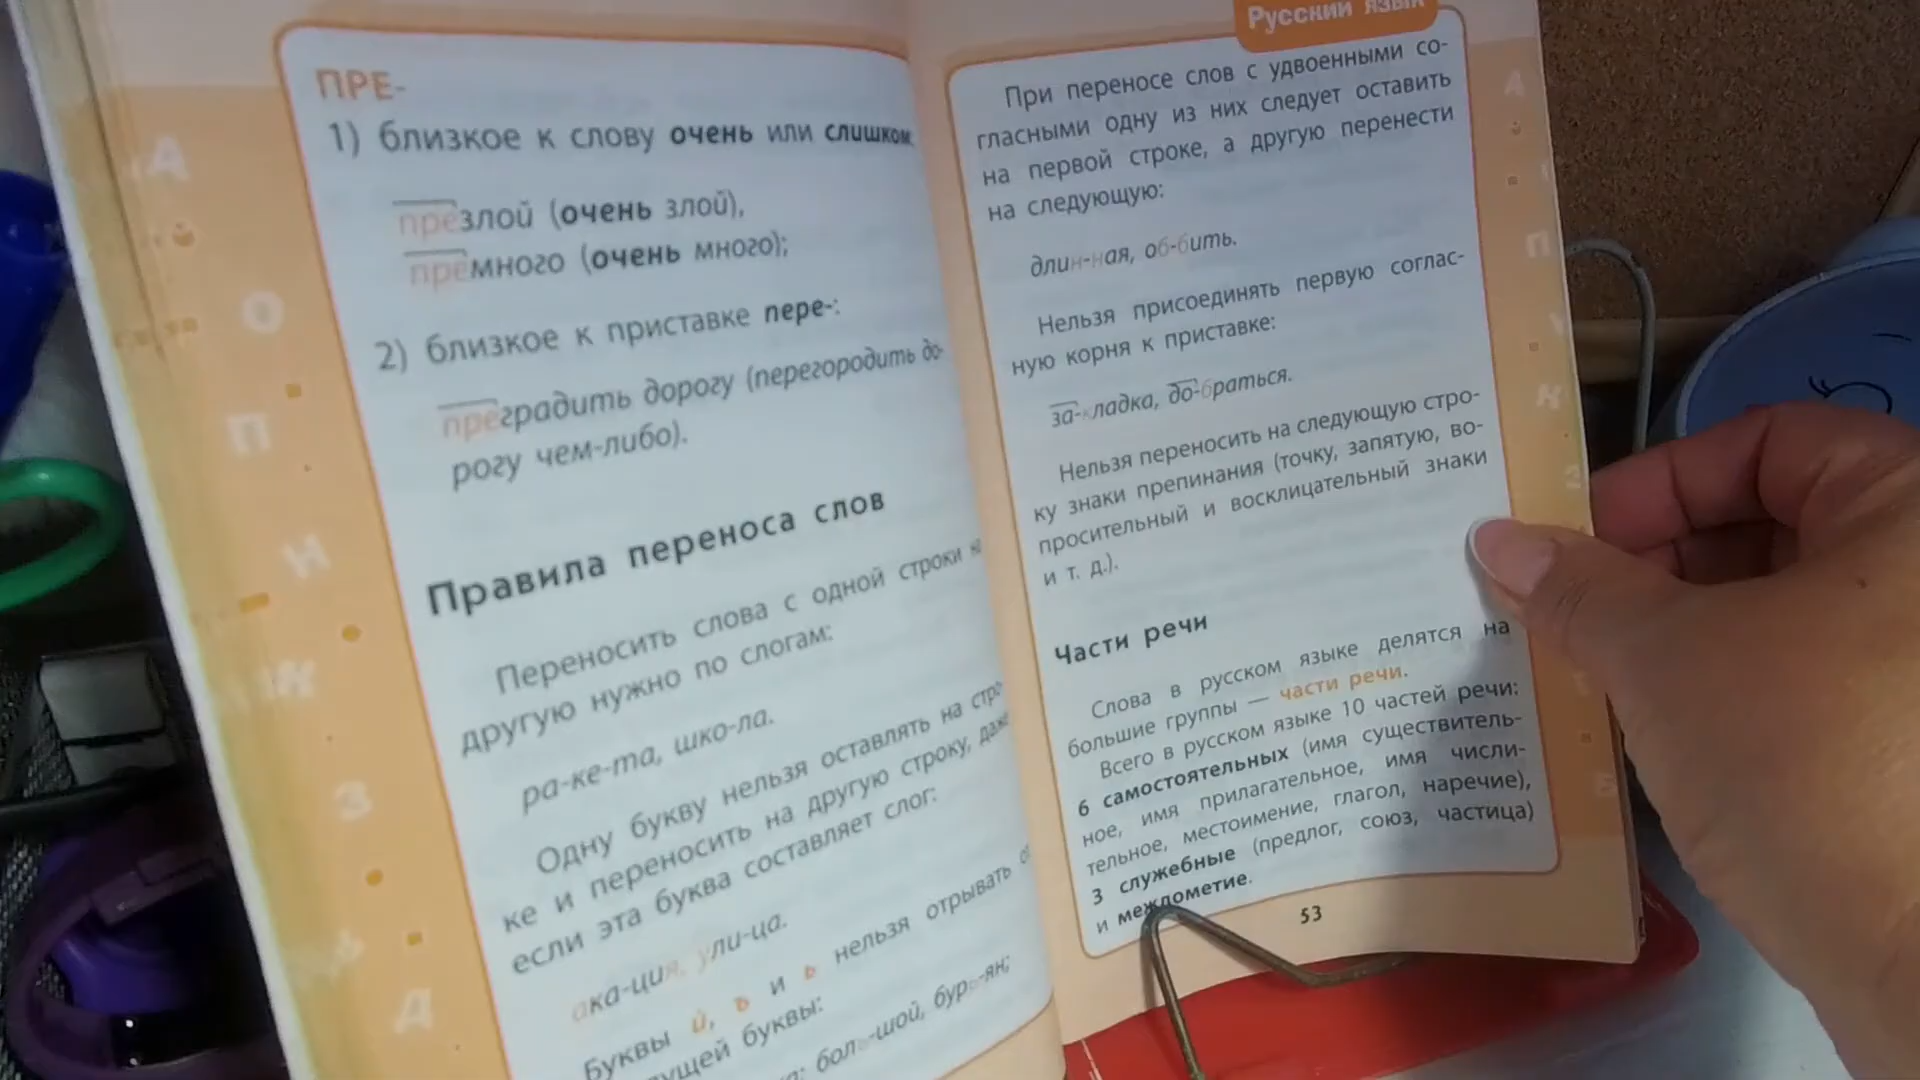 ПРЕ-
1) близкое к слову очень или слишком
презлой (очень злой),
премного (очень много);
2) близкое к приставке пере-:
преградить дорогу (перегородить до-
рогу чем-либо).
Правила переноса слов
Переносить слова с одной строки
другую нужно по слогам:
ра-ке-та, шко-ла.
Одну букву нельзя оставлять на стро-
ке и переносить на другую строку, даже
если эта буква составляет слог:
ака-ция, ули-ца.
Буквы й, ъ и ь нельзя отрывать
буквы:
боль-шой, бурь-ян;
Русский язык
При переносе слов с удвоенными со-
гласными одну из них следует оставить
на первой строке, а другую перенести
на следующую:
длин-ная, об-бить.
Нельзя присоединять первую соглас-
ную корня к приставке:
за-кладка, до-браться.
Нельзя переносить на следующую стро-
ку знаки препинания (точку, запятую, во-
просительный и восклицательный знаки
и т. д.).
Части речи
Слова в русском языке делятся на
большие группы — части речи.
Всего в русском языке 10 частей речи:
6 самостоятельных (имя существитель-
ное, имя прилагательное, имя числи-
тельное, местоимение, глагол, наречие),
3 служебные (предлог, союз, частица)
и междометие.
53